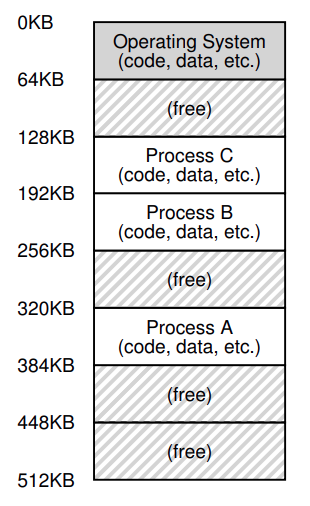 0KB
Operating System
(code, data, etc.)
64KB
(free)
128KB
Process C
(code, data, etc.)
192KB
Process B
(code, data, etc.)
256KB
(free)
320KB
Process A
(code, data, etc.)
384KB
(free)
448KB
(free)
512KB